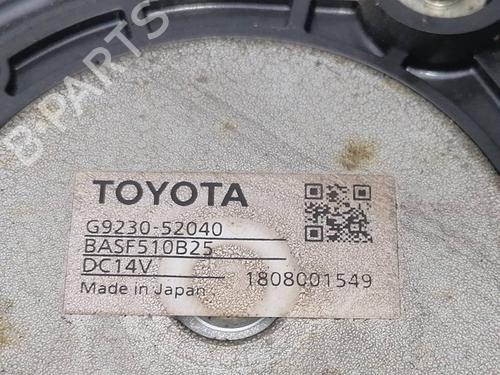 B-PARTS
TOYOTA
G9230-52040
BASF510B25
DC14V
1808001549
Made in Japan